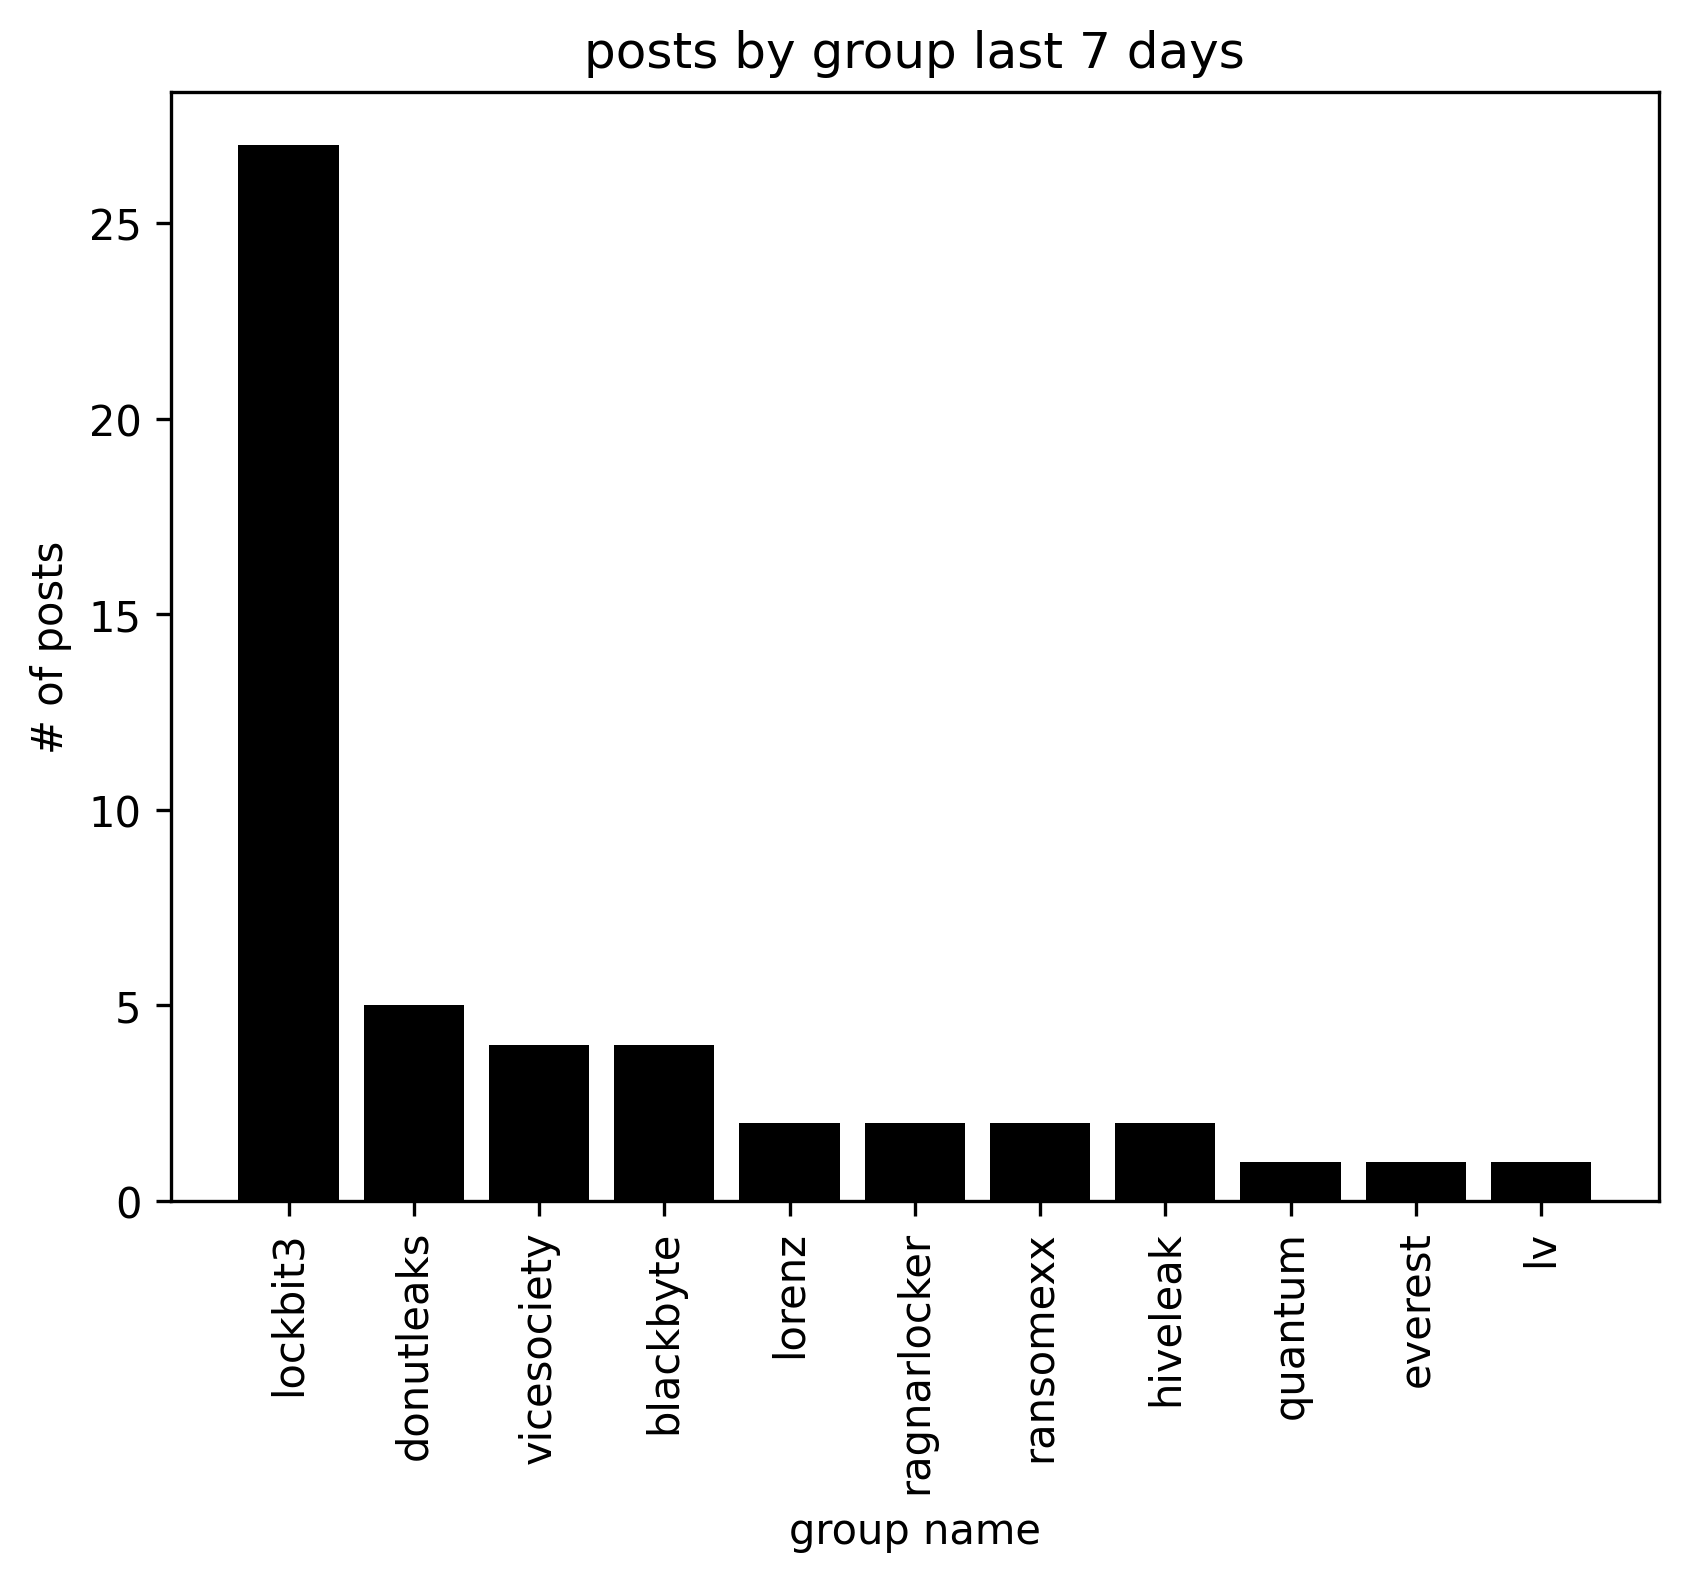 posts by group last 7 days
# of posts
25
20
15
10
5
0
lockbit3
donutleaks
vicesociety
blackbyte
lorenz
ragnarlocker
ransomexx
hiveleak
quantum
everest
lv
group name